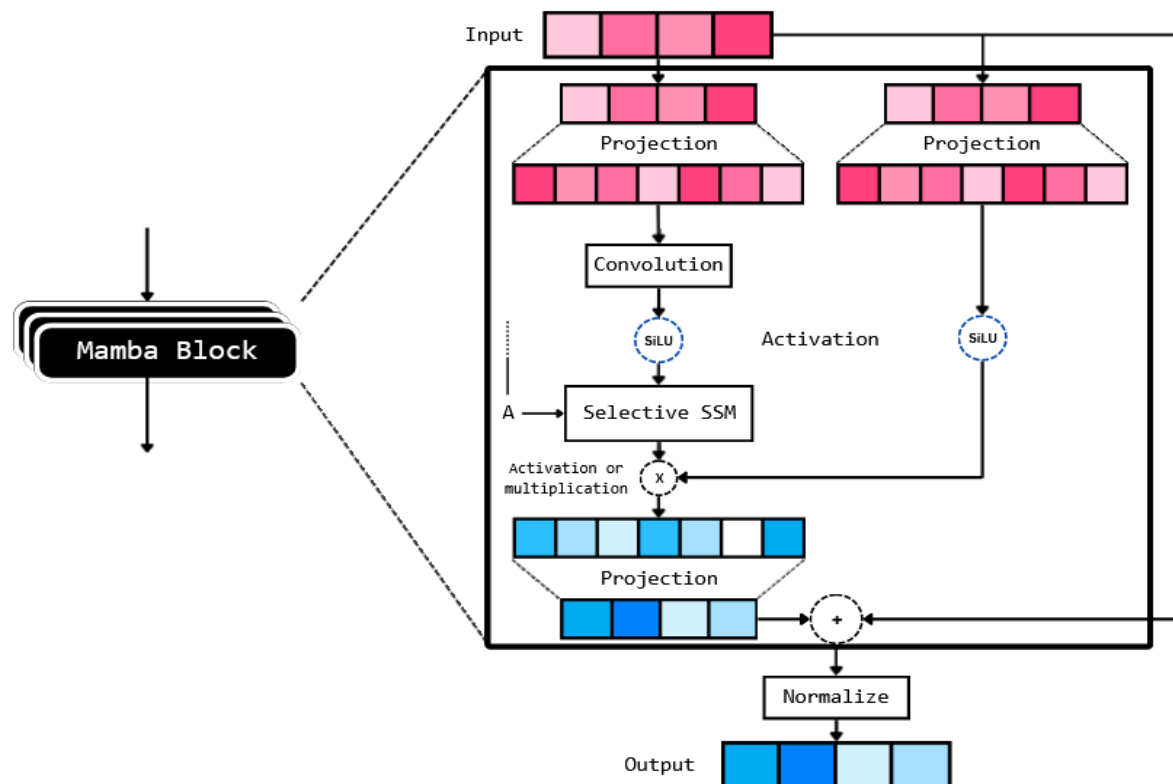 Input
Projection
Projection
Convolution
SiLU
Activation
SiLU
Mamba Block
A
Selective SSM
Activation or
multiplication
X
Projection
+
Normalize
Output